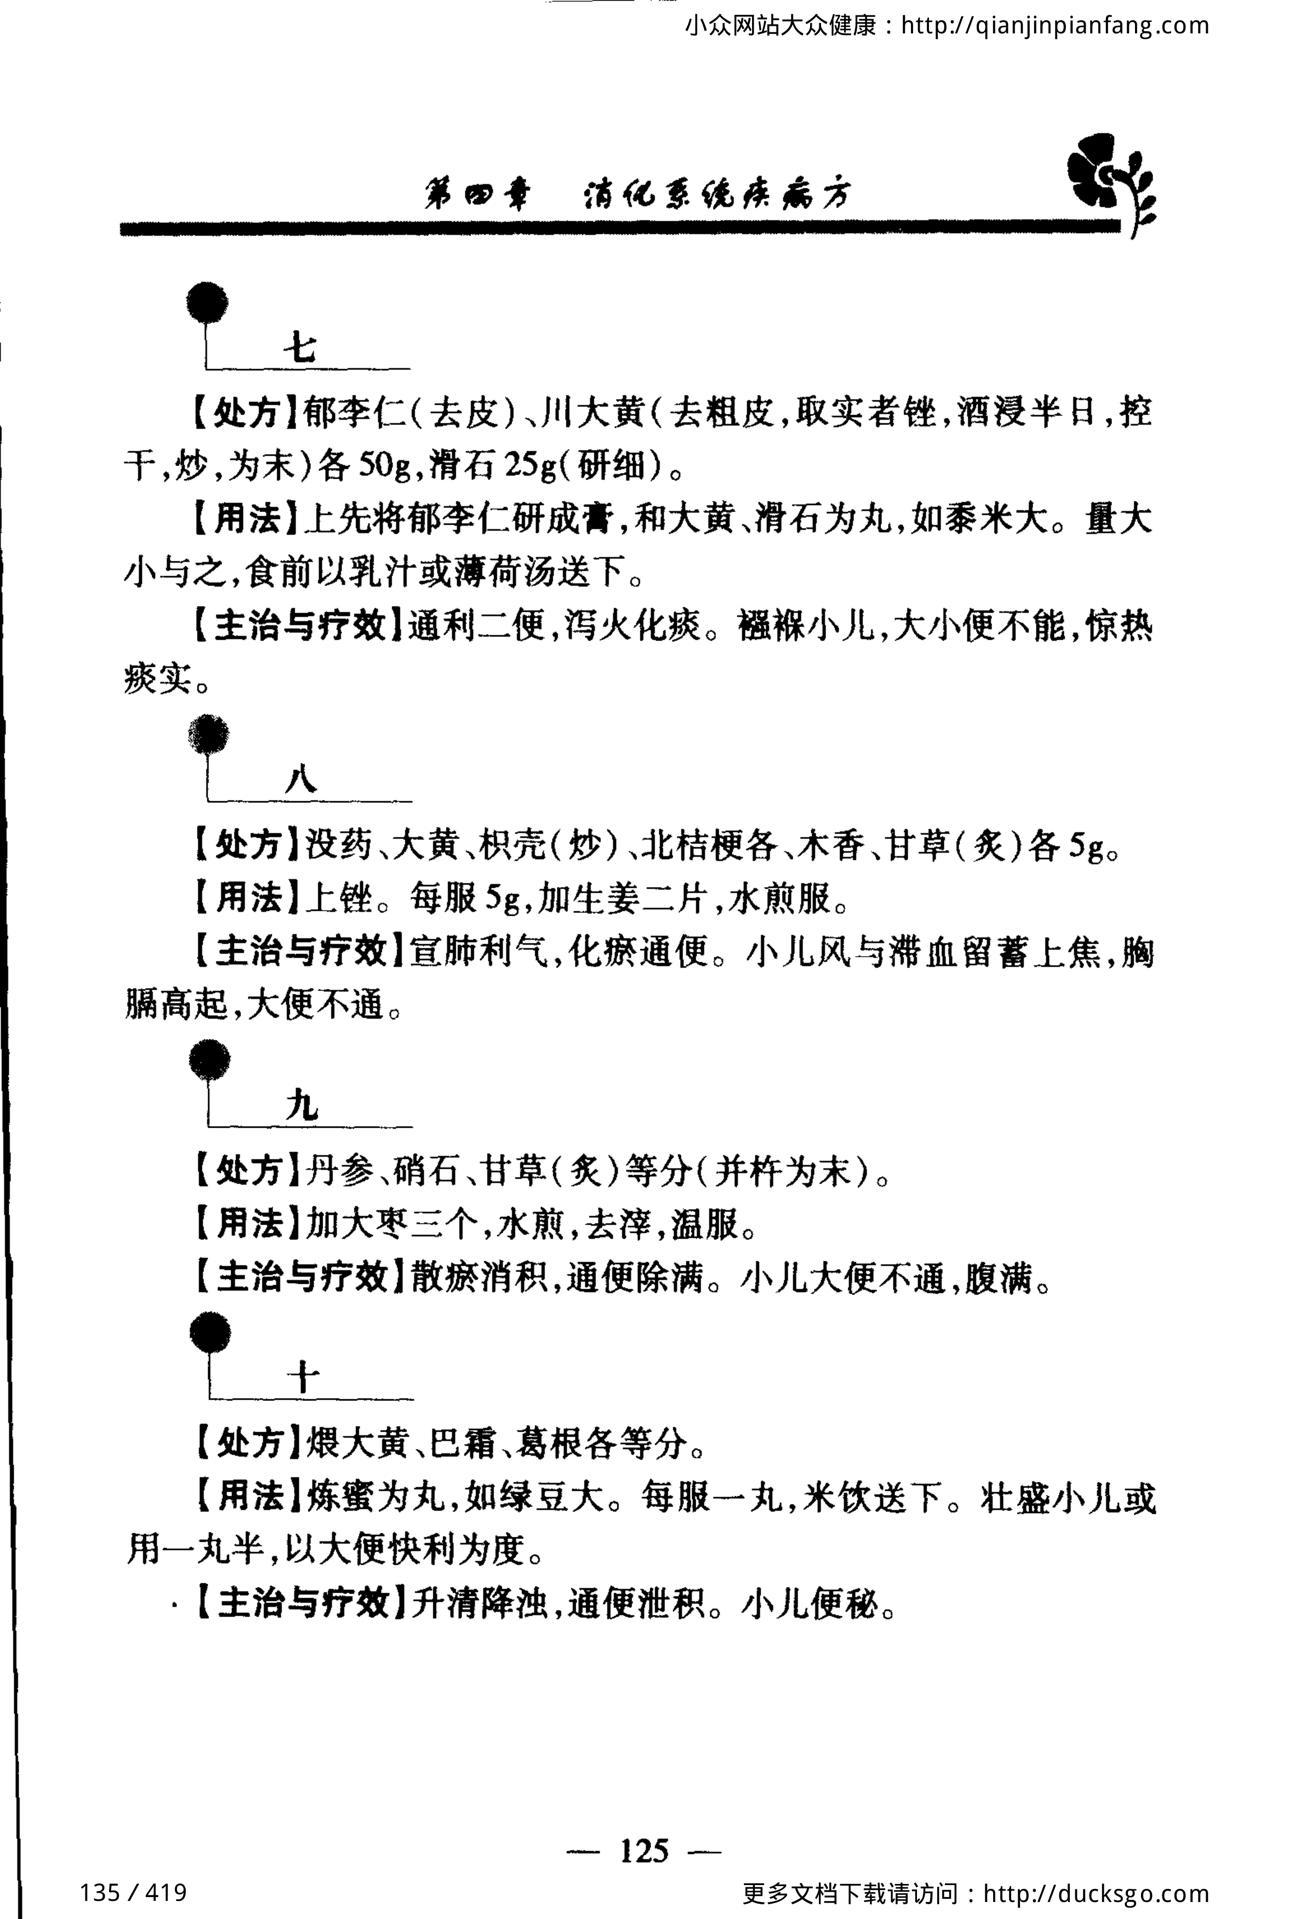 小众网站大众健康：http://qianjinpianfang.com
第四章 消化系统疾病方
七
【处方】郁李仁(去皮)、川大黄(去粗皮,取实者锉,酒浸半日,控
干,炒,为末)各50g,滑石25g(研细)。
【用法】上先将郁李仁研成膏,和大黄、滑石为丸,如黍米大。量大
小与之,食前以乳汁或薄荷汤送下。
【主治与疗效】通利二便,泻火化痰。襁褓小儿,大小便不能,惊热
痰实。
八
【处方】没药、大黄、枳壳(炒)、北桔梗各、木香、甘草(炙)各5g。
【用法】上锉。每服5g,加生姜二片,水煎服。
【主治与疗效】宣肺利气,化瘀通便。小儿风与滞血留蓄上焦,胸
膈高起,大便不通。
九
【处方】丹参、硝石、甘草(炙)等分(并杵为末)。
【用法】加大枣三个,水煎,去滓,温服。
【主治与疗效】散瘀消积,通便除满。小儿大便不通,腹满。
十
【处方】煨大黄、巴霜、葛根各等分。
【用法】炼蜜为丸,如绿豆大。每服一丸,米饮送下。壮盛小儿或
用一丸半,以大便快利为度。
【主治与疗效】升清降浊,通便泄积。小儿便秘。
— 125 —
135 / 419
更多文档下载请访问：http://ducksgo.com